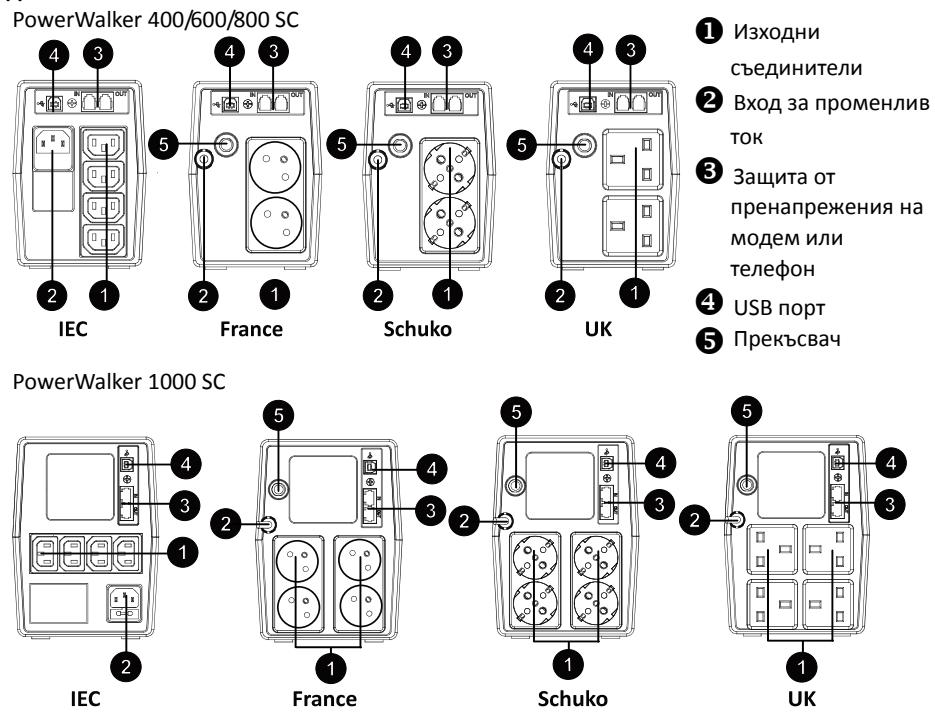 PowerWalker 400/600/800 SC
4 3 4 3 4 3 4 3
IN OUT IN OUT IN OUT IN OUT
5 5 5
2 1 2 1 2 1 2 1
IEC France Schuko UK
❶ Изходни
съединители
❷ Вход за променлив
ток
❸ Защита от
пренапрежения на
модем или
телефон
❹ USB порт
❺ Прекъсвач
PowerWalker 1000 SC
5 5 5
4 4 4 4
3 3 3 3
2 2 2
1
2 1 1 1
IEC France Schuko UK